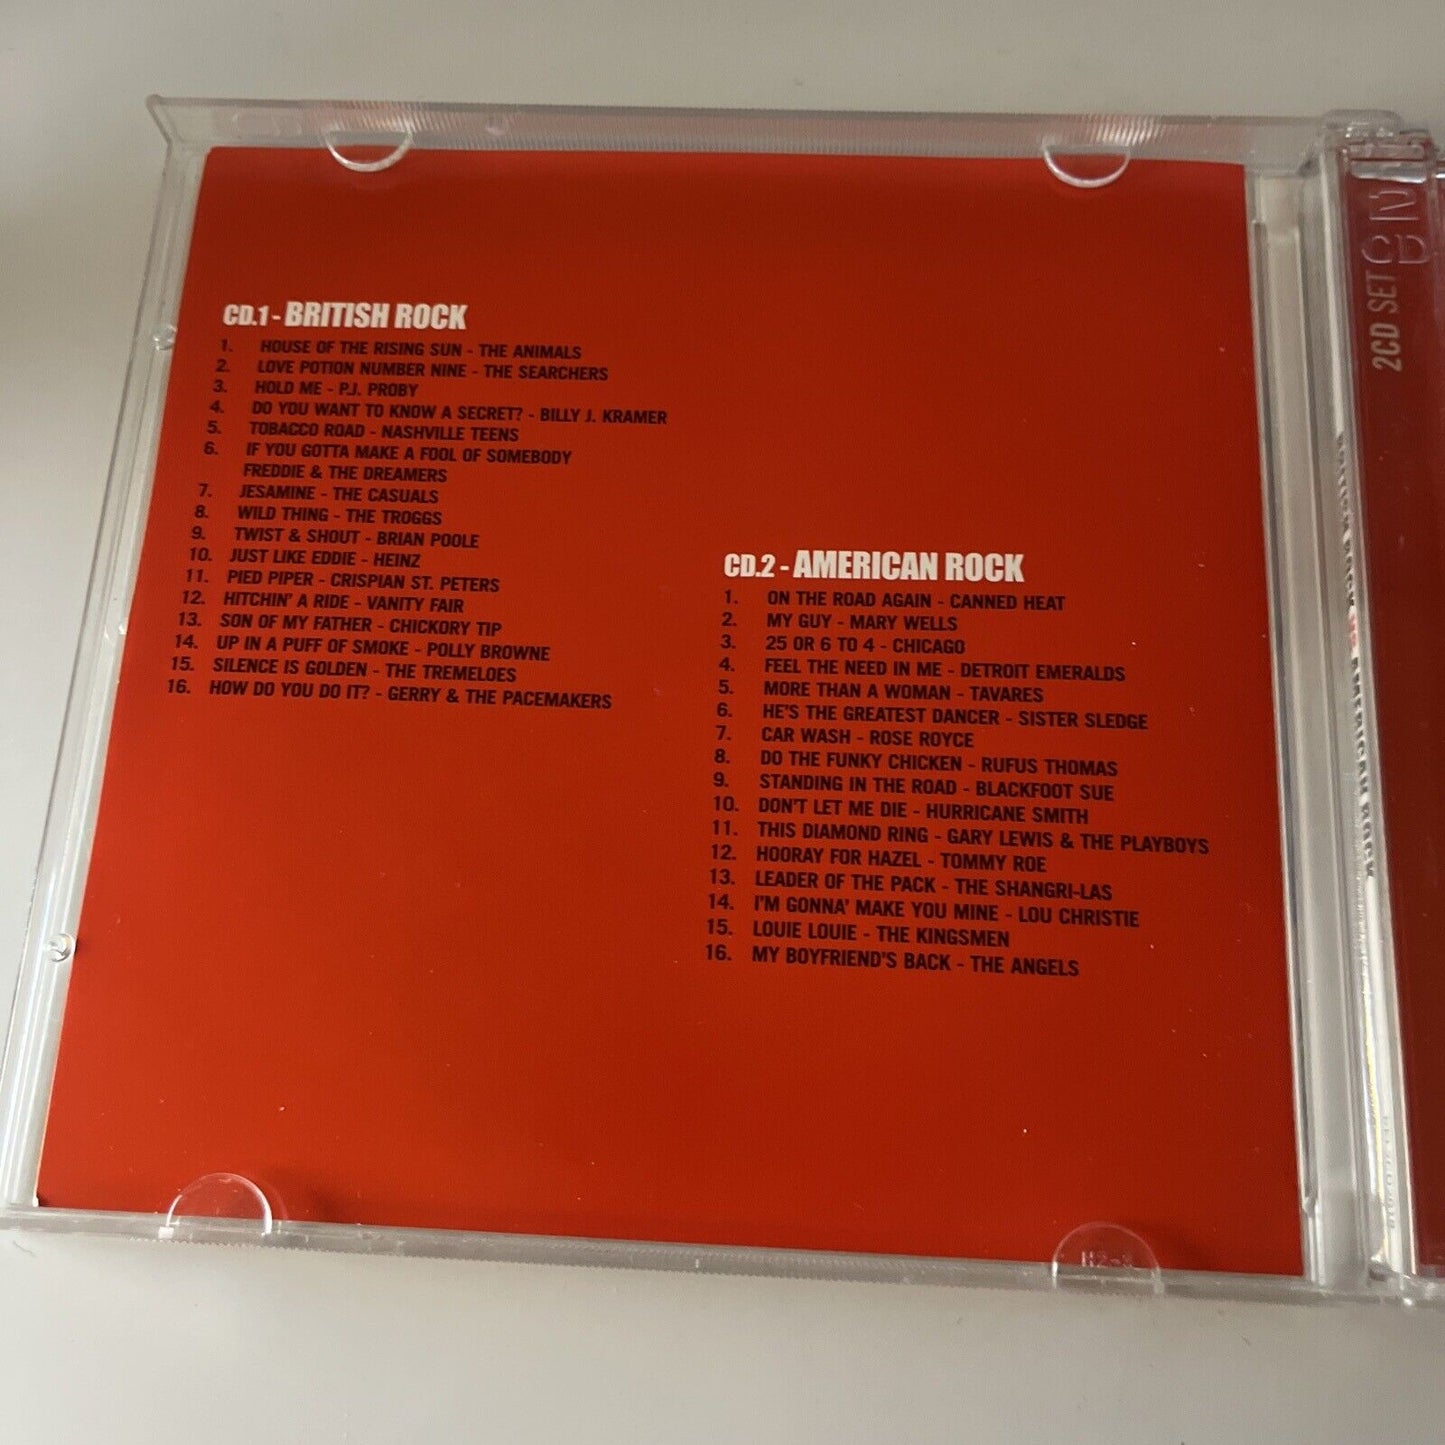 CD.1 - BRITISH ROCK
1. HOUSE OF THE RISING SUN - THE ANIMALS
2. LOVE POTION NUMBER NINE - THE SEARCHERS
3. HOLD ME - P.J. PROBY
4. DO YOU WANT TO KNOW A SECRET? - BILLY J. KRAMER
5. TOBACCO ROAD - NASHVILLE TEENS
6. IF YOU GOTTA MAKE A FOOL OF SOMEBODY
FREDDIE & THE DREAMERS
7. JESAMINE - THE CASUALS
8. WILD THING - THE TROGGS
9. TWIST & SHOUT - BRIAN POOLE
10. JUST LIKE EDDIE - HEINZ
11. PIED PIPER - CRISPIAN ST. PETERS
12. HITCHIN' A RIDE - VANITY FAIR
13. SON OF MY FATHER - CHICKORY TIP
14. UP IN A PUFF OF SMOKE - POLLY BROWNE
15. SILENCE IS GOLDEN - THE TREMELOES
16. HOW DO YOU DO IT? - GERRY & THE PACEMAKERS
CD.2 - AMERICAN ROCK
1. ON THE ROAD AGAIN - CANNED HEAT
2. MY GUY - MARY WELLS
3. 25 OR 6 TO 4 - CHICAGO
4. FEEL THE NEED IN ME - DETROIT EMERALDS
5. MORE THAN A WOMAN - TAVARES
6. HE'S THE GREATEST DANCER - SISTER SLEDGE
7. CAR WASH - ROSE ROYCE
8. DO THE FUNKY CHICKEN - RUFUS THOMAS
9. STANDING IN THE ROAD - BLACKFOOT SUE
10. DON'T LET ME DIE - HURRICANE SMITH
11. THIS DIAMOND RING - GARY LEWIS & THE PLAYBOYS
12. HOORAY FOR HAZEL - TOMMY ROE
13. LEADER OF THE PACK - THE SHANGRI-LAS
14. I'M GONNA' MAKE YOU MINE - LOU CHRISTIE
15. LOUIE LOUIE - THE KINGSMEN
16. MY BOYFRIEND'S BACK - THE ANGELS
2CD SET
2
CD
AMERICAN ROCK